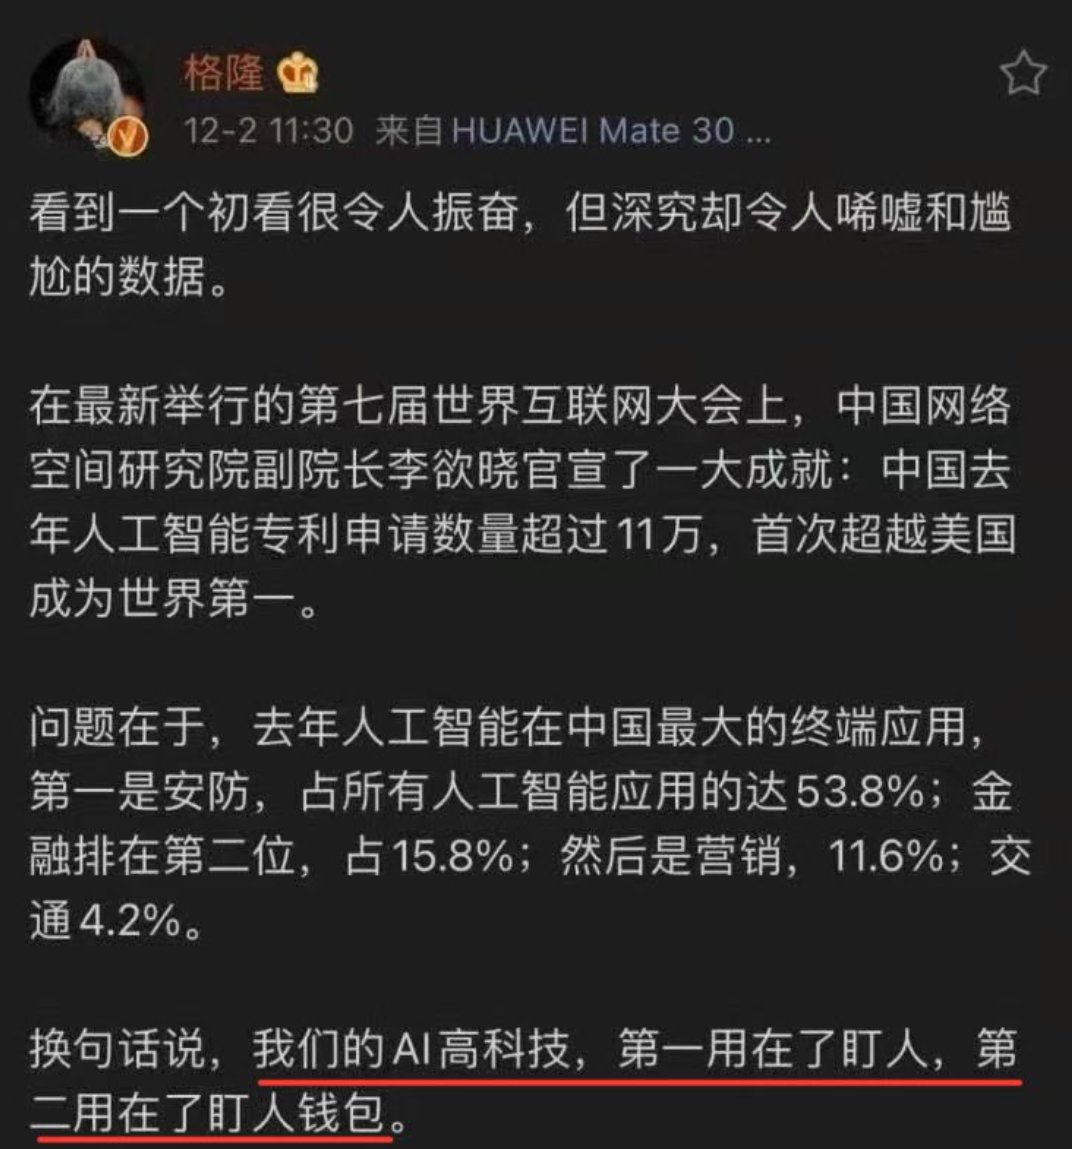 格隆
12-2 11:30 来自 HUAWEI Mate 30 ...
看到一个初看很令人振奋，但深究却令人唏嘘和尴
尬的数据。
在最新举行的第七届世界互联网大会上，中国网络
空间研究院副院长李欲晓官宣了一大成就：中国去
年人工智能专利申请数量超过11万，首次超越美国
成为世界第一。
问题在于，去年人工智能在中国最大的终端应用，
第一是安防，占所有人工智能应用的达53.8%；金
融排在第二位，占15.8%；然后是营销，11.6%；交
通4.2%。
换句话说，我们的AI高科技，第一用在了盯人，第
二用在了盯人钱包。